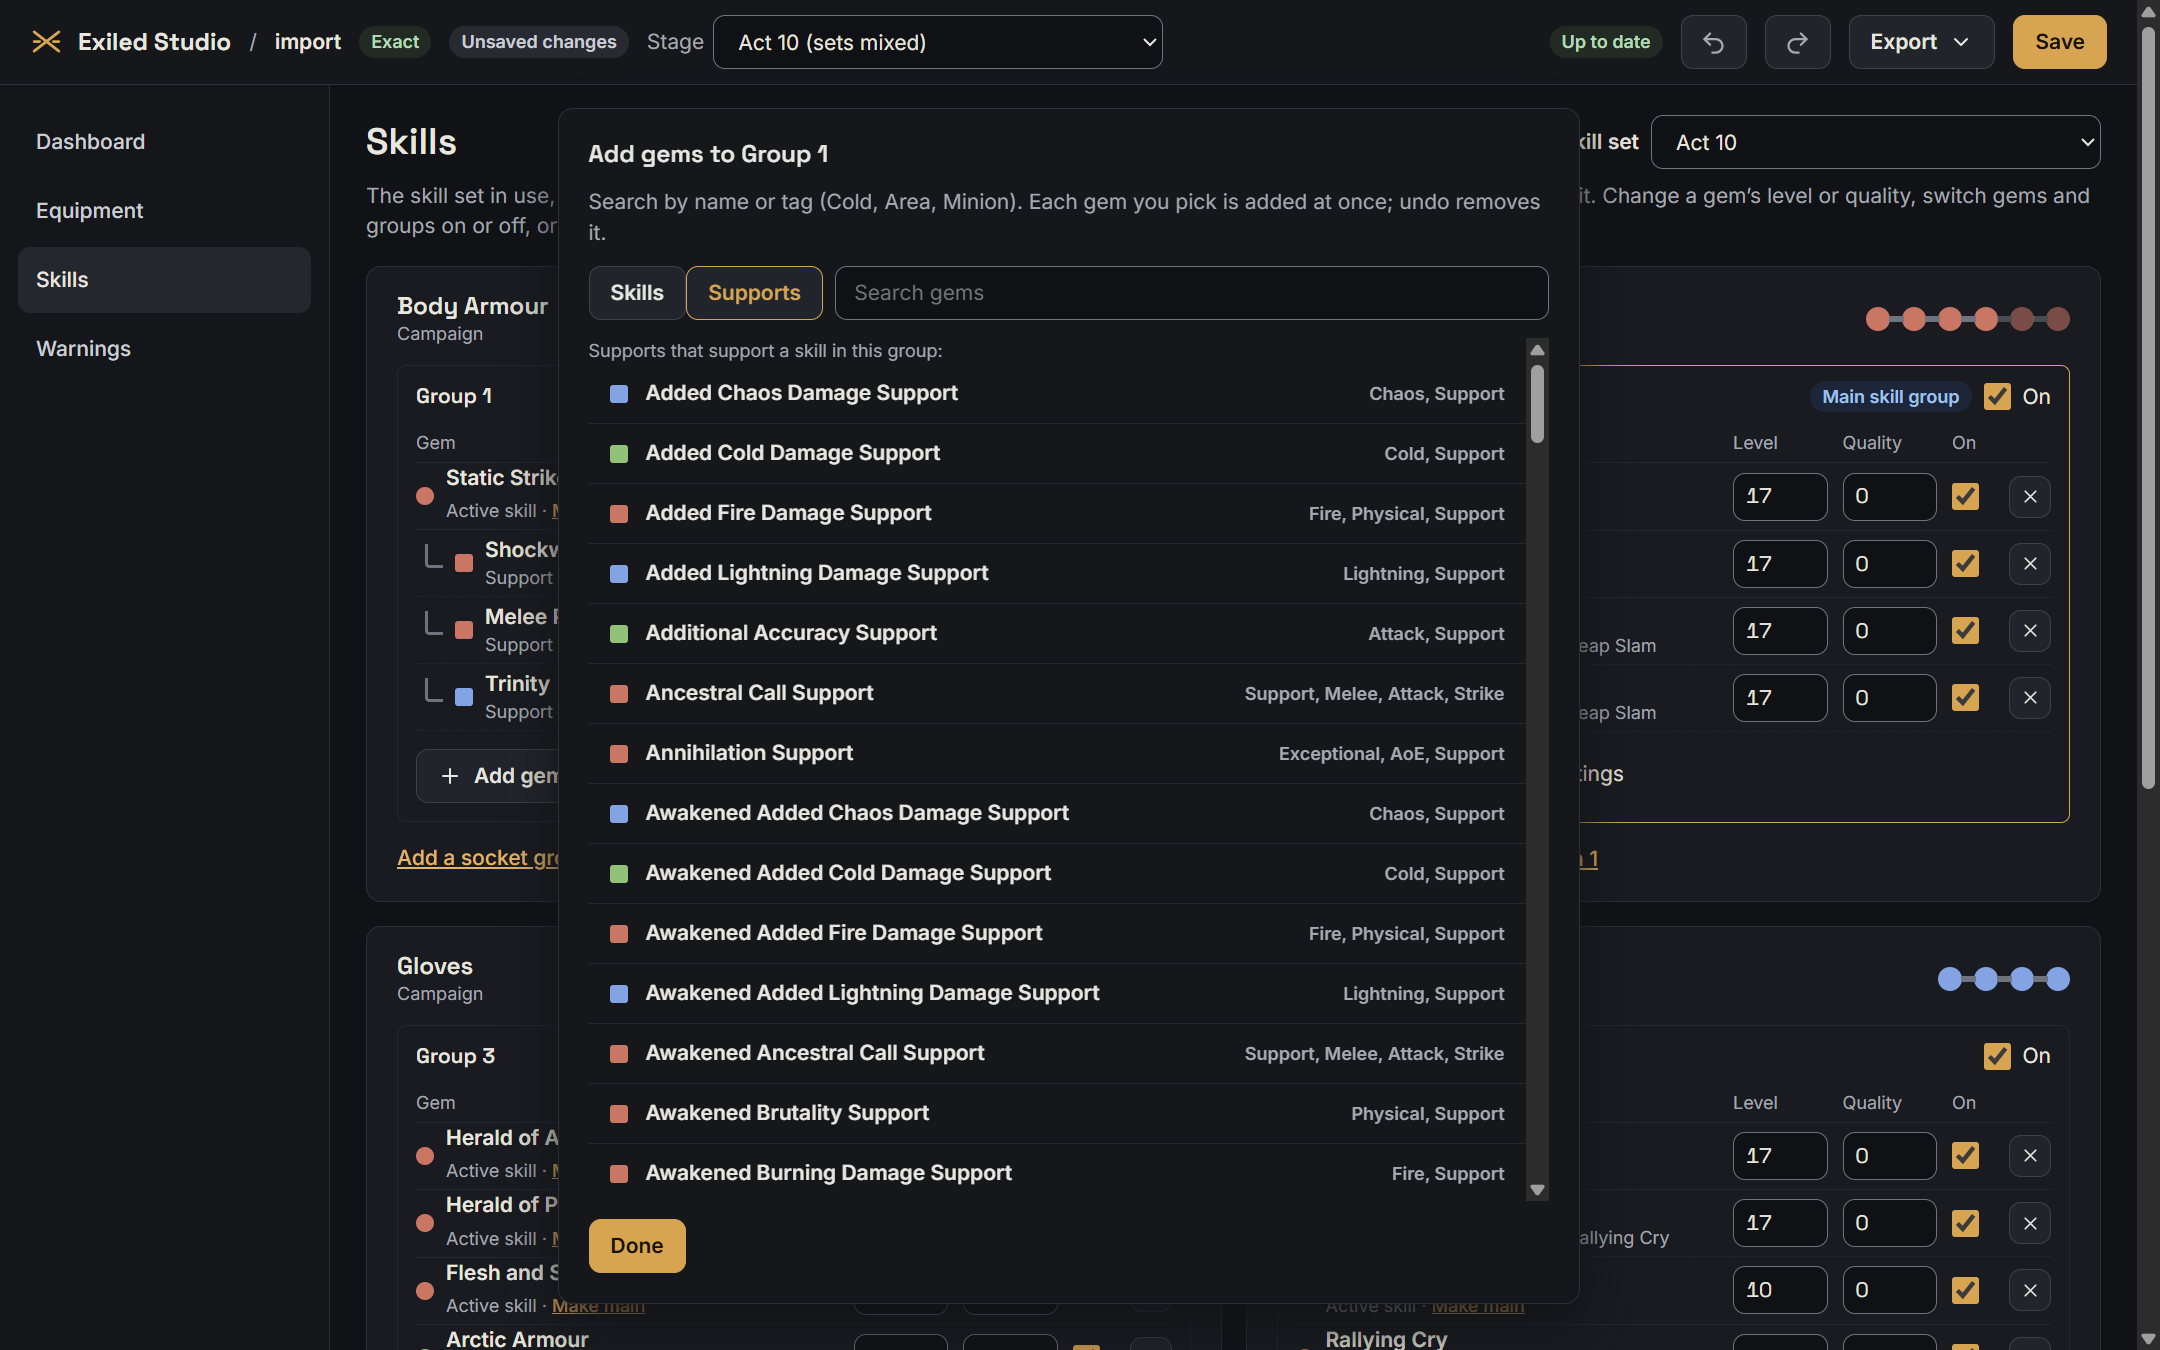 Exiled Studio / import Exact Unsaved changes Stage Act 10 (sets mixed) Up to date Export Save
Dashboard
Equipment
Skills
Warnings
Skills
The skill set in use,
groups on or off, or
kill set Act 10
it. Change a gem's level or quality, switch gems and
Body Armour
Campaign
Group 1
Gem
Static Strike
Active skill ·
Shockw
Support
Melee
Support
Trinity
Support
+ Add gem
Add a socket gro
Add gems to Group 1
Search by name or tag (Cold, Area, Minion). Each gem you pick is added at once; undo removes
it.
Skills Supports Search gems
Supports that support a skill in this group:
Added Chaos Damage Support Chaos, Support
Added Cold Damage Support Cold, Support
Added Fire Damage Support Fire, Physical, Support
Added Lightning Damage Support Lightning, Support
Additional Accuracy Support Attack, Support
Ancestral Call Support Support, Melee, Attack, Strike
Annihilation Support Exceptional, AoE, Support
Awakened Added Chaos Damage Support Chaos, Support
Awakened Added Cold Damage Support Cold, Support
Awakened Added Fire Damage Support Fire, Physical, Support
Awakened Added Lightning Damage Support Lightning, Support
Awakened Ancestral Call Support Support, Melee, Attack, Strike
Awakened Brutality Support Physical, Support
Awakened Burning Damage Support Fire, Support
Done
Main skill group On
Level Quality On
17 0
17 0
17 0
eap Slam
17 0
eap Slam
tings
1
Gloves
Campaign
Group 3
Gem
Herald of A
Active skill ·
Herald of P
Active skill ·
Flesh and S
Active skill · Make main
Arctic Armour
On
Level Quality On
17 0
17 0
allying Cry
10 0
Active skill · Make main
Rallying Cry